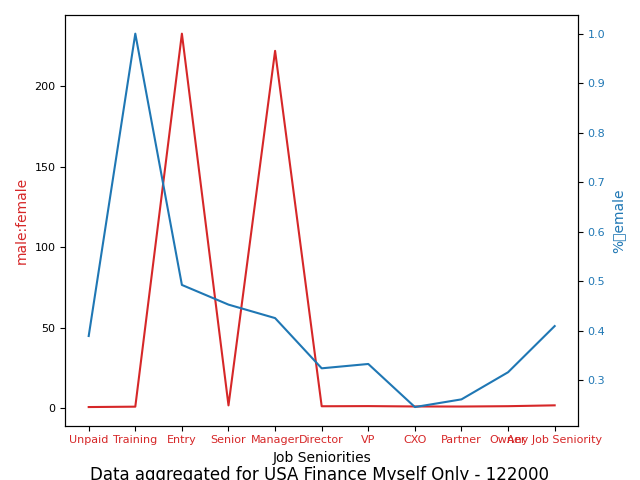 200
150
100
50
0
male:female
1.0
0.9
0.8
0.7
0.6
0.5
0.4
0.3
%▯emale
Unpaid Training Entry Senior Manager Director VP CXO Partner Owner Any Job Seniority
Job Seniorities
Data aggregated for USA Finance Myself Only - 122000